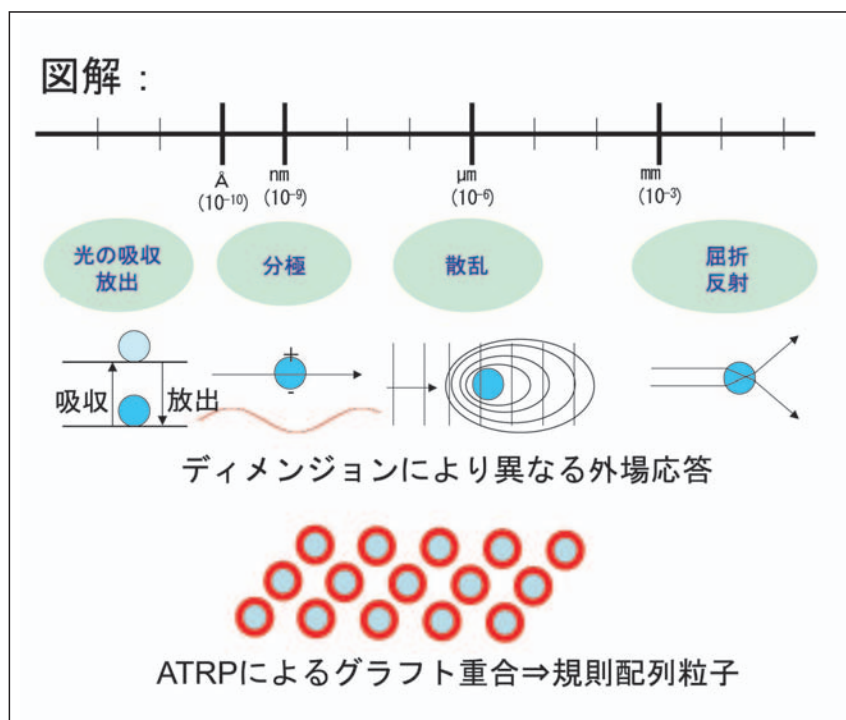 図解：
Å
(10⁻¹⁰)
nm
(10⁻⁹)
μm
(10⁻⁶)
mm
(10⁻³)
光の吸収
放出
分極
散乱
屈折
反射
吸収
放出
+
-
ディメンジョンにより異なる外場応答
ATRPによるグラフト重合⇒規則配列粒子